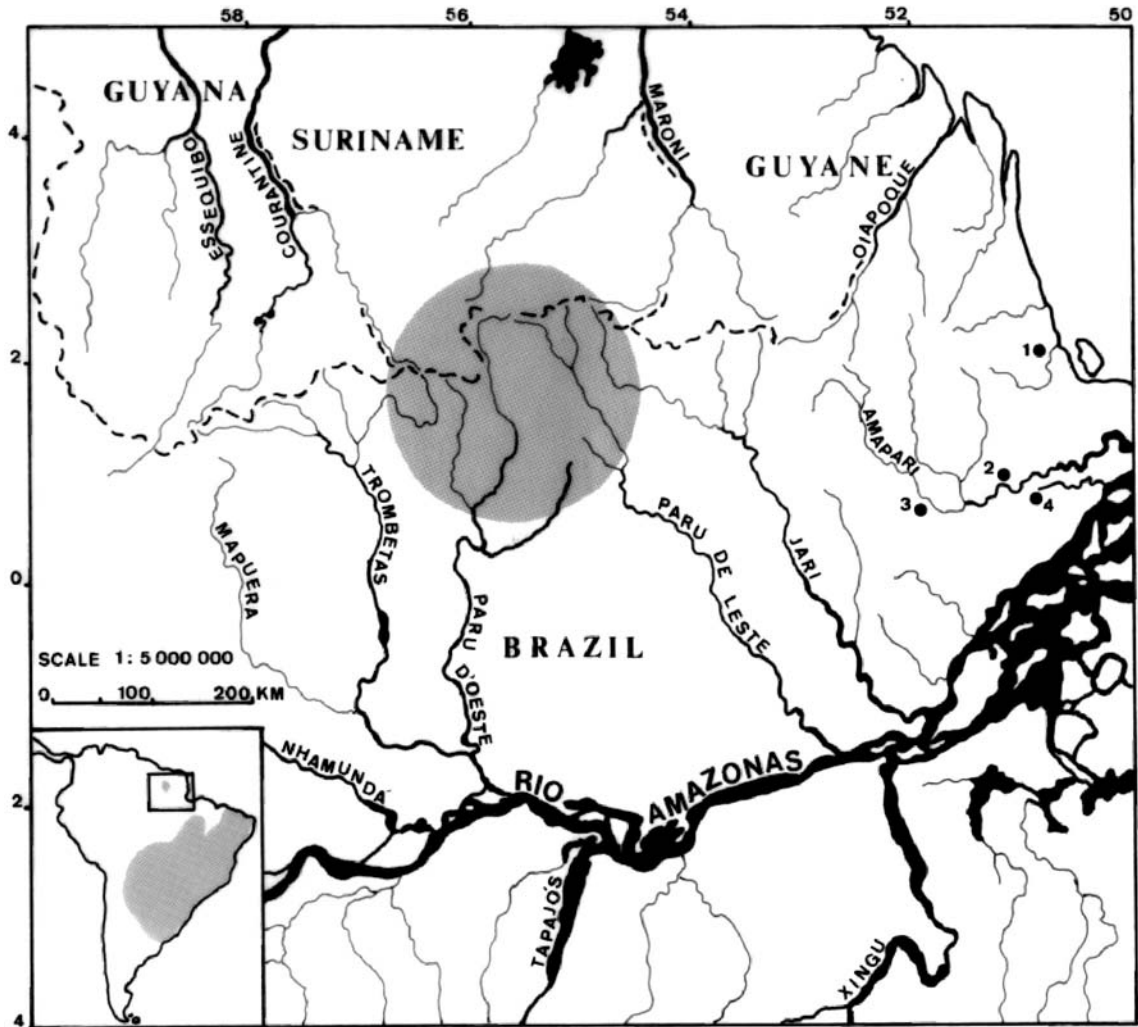 58 56 54 52 50
GUYANA
SURINAME
GUYANE
MARONI
4
ESSEQUIBO
COURANTINE
OIAPOQUE
2
1
AMAPARI
2
3
4
TROMBETAS
MAPUERA
PARU DE LESTE
JARI
0
BRAZIL
PARU D'OESTE
SCALE 1: 5 000 000
0 100 200 KM
NHAMUNDA
RIO AMAZONAS
2
TAPAJÓS
XINGU
4